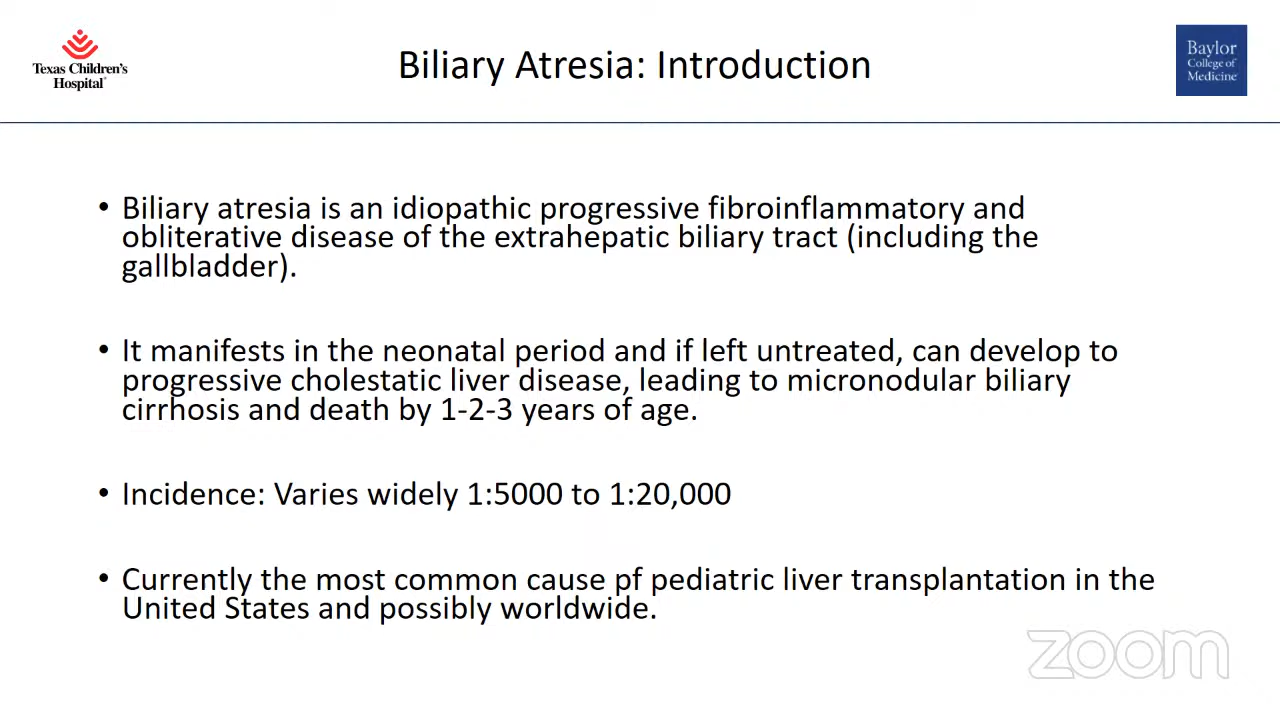 Texas Children's
Hospital
Biliary Atresia: Introduction
Baylor
College of
Medicine
• Biliary atresia is an idiopathic progressive fibroinflammatory and
obliterative disease of the extrahepatic biliary tract (including the
gallbladder).
• It manifests in the neonatal period and if left untreated, can develop to
progressive cholestatic liver disease, leading to micronodular biliary
cirrhosis and death by 1-2-3 years of age.
• Incidence: Varies widely 1:5000 to 1:20,000
• Currently the most common cause pf pediatric liver transplantation in the
United States and possibly worldwide.
zoom